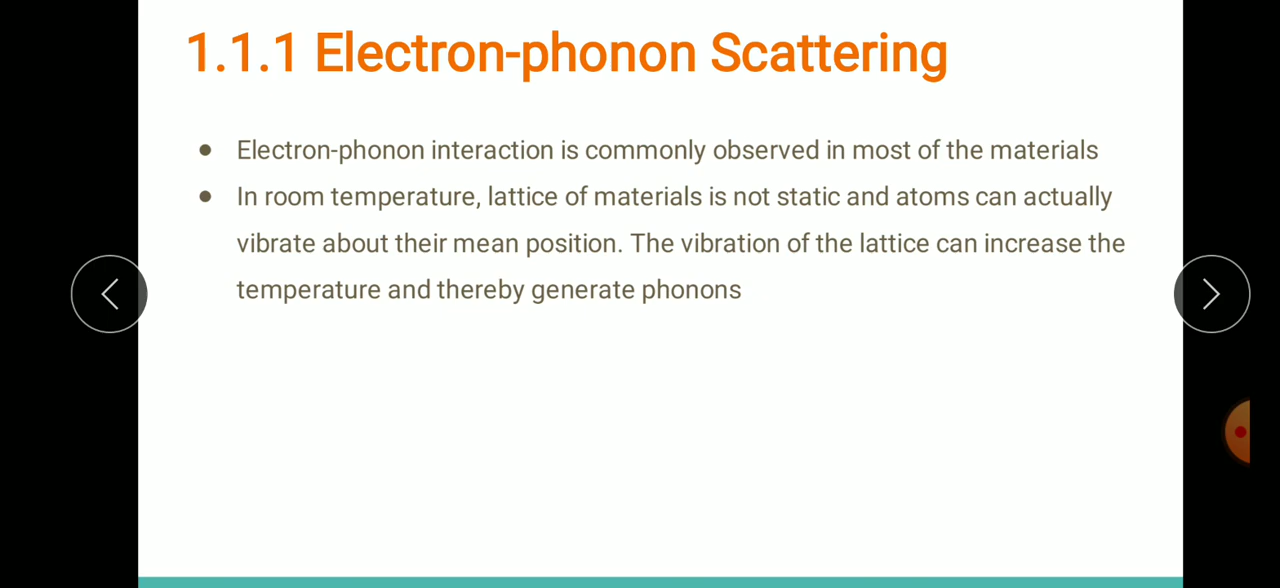 1.1.1 Electron-phonon Scattering
● Electron-phonon interaction is commonly observed in most of the materials
● In room temperature, lattice of materials is not static and atoms can actually
vibrate about their mean position. The vibration of the lattice can increase the
temperature and thereby generate phonons